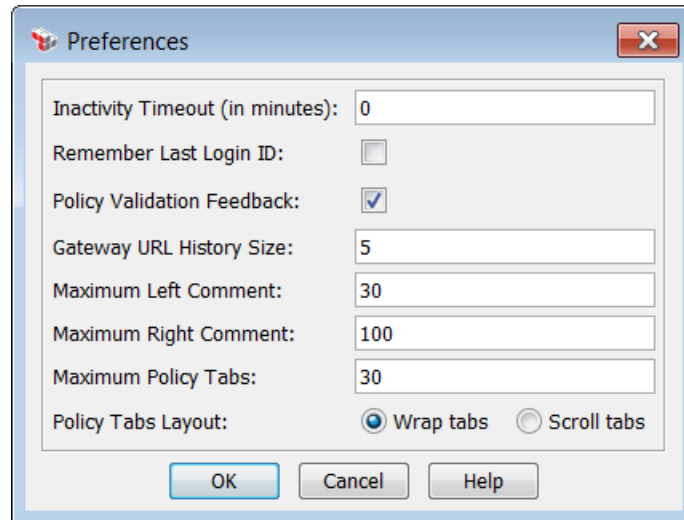 Preferences
Inactivity Timeout (in minutes): 0
Remember Last Login ID:
Policy Validation Feedback:
Gateway URL History Size: 5
Maximum Left Comment: 30
Maximum Right Comment: 100
Maximum Policy Tabs: 30
Policy Tabs Layout: Wrap tabs Scroll tabs
OK Cancel Help